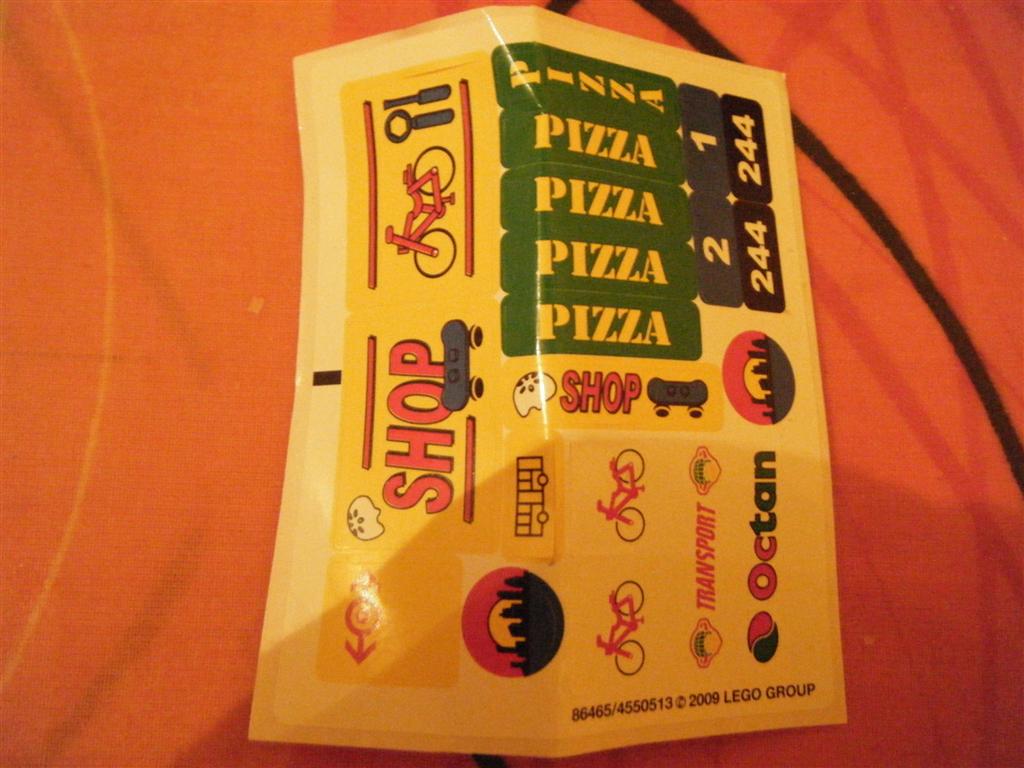 PIZZA
PIZZA
PIZZA
PIZZA
PIZZA
1
2
244
244
SHOP
SHOP
TRANSPORT
Octan
86465/4550513 © 2009 LEGO GROUP